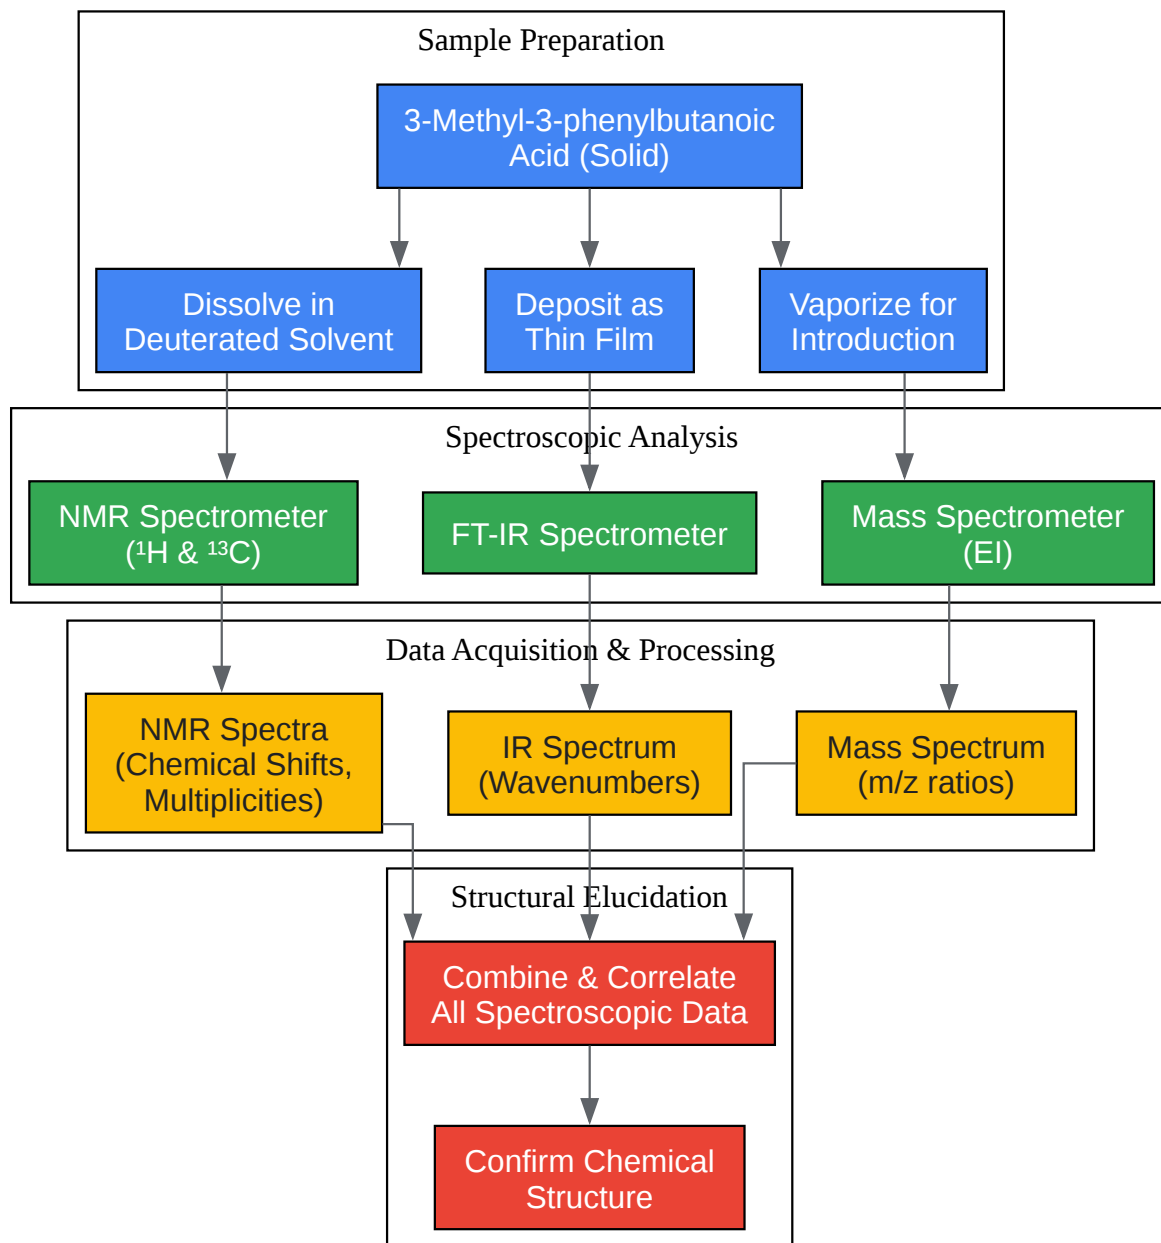 Sample Preparation
3-Methyl-3-phenylbutanoic
Acid (Solid)
Dissolve in
Deuterated Solvent
Deposit as
Thin Film
Vaporize for
Introduction
Spectroscopic Analysis
NMR Spectrometer
(¹H & ¹³C)
FT-IR Spectrometer
Mass Spectrometer
(EI)
Data Acquisition & Processing
NMR Spectra
(Chemical Shifts,
Multiplicities)
IR Spectrum
(Wavenumbers)
Mass Spectrum
(m/z ratios)
Structural Elucidation
Combine & Correlate
All Spectroscopic Data
Confirm Chemical
Structure